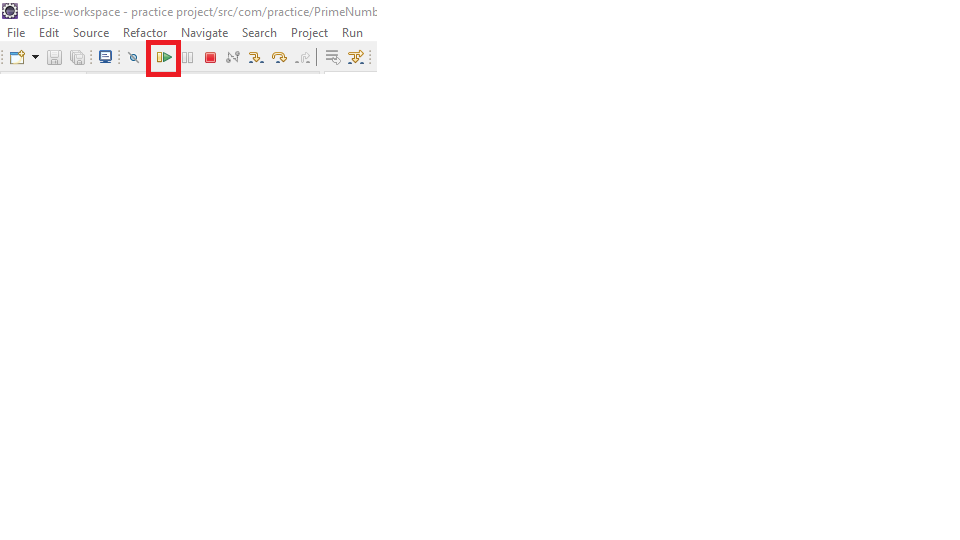 eclipse-workspace - practice project/src/com/practice/PrimeNumb
File Edit Source Refactor Navigate Search Project Run